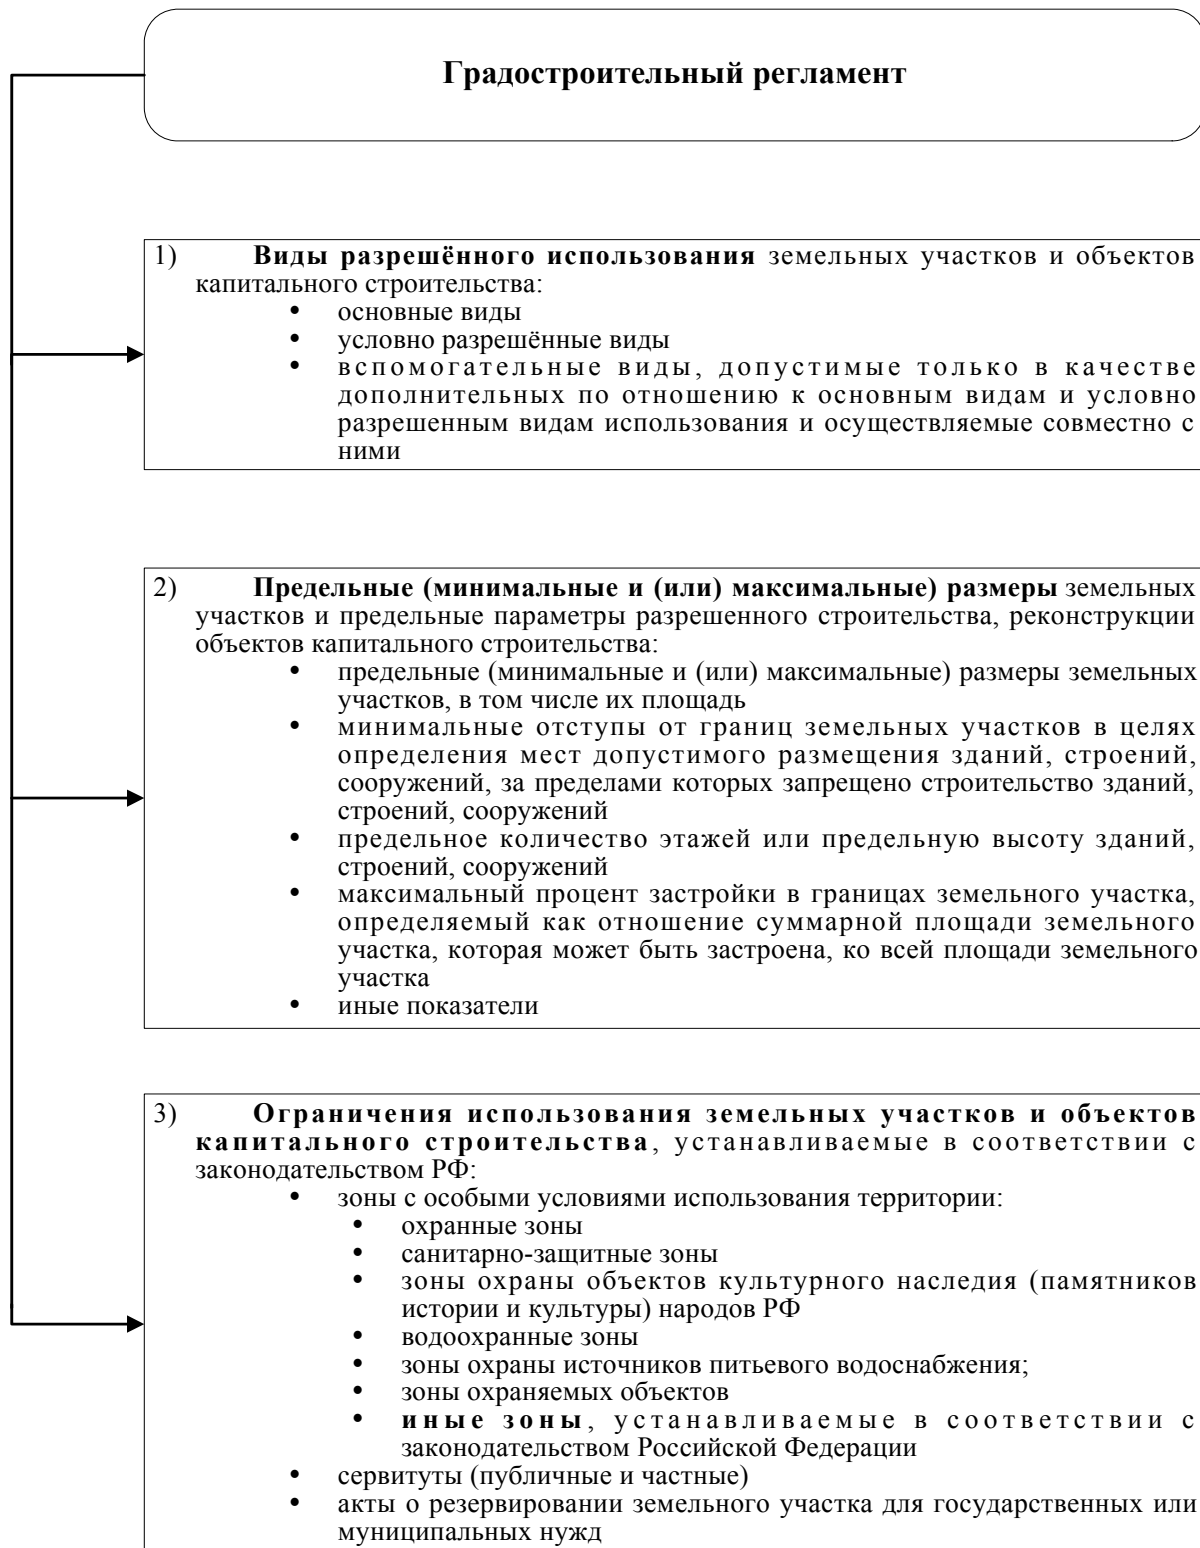 Градостроительный регламент
1) Виды разрешённого использования земельных участков и объектов
капитального строительства:
• основные виды
• условно разрешённые виды
• вспомогательные виды, допустимые только в качестве
дополнительных по отношению к основным видам и условно
разрешенным видам использования и осуществляемые совместно с
ними
2) Предельные (минимальные и (или) максимальные) размеры земельных
участков и предельные параметры разрешенного строительства, реконструкции
объектов капитального строительства:
• предельные (минимальные и (или) максимальные) размеры земельных
участков, в том числе их площадь
• минимальные отступы от границ земельных участков в целях
определения мест допустимого размещения зданий, строений,
сооружений, за пределами которых запрещено строительство зданий,
строений, сооружений
• предельное количество этажей или предельную высоту зданий,
строений, сооружений
• максимальный процент застройки в границах земельного участка,
определяемый как отношение суммарной площади земельного
участка, которая может быть застроена, ко всей площади земельного
участка
• иные показатели
3) Ограничения использования земельных участков и объектов
капитального строительства, устанавливаемые в соответствии с
законодательством РФ:
• зоны с особыми условиями использования территории:
• охранные зоны
• санитарно-защитные зоны
• зоны охраны объектов культурного наследия (памятников
истории и культуры) народов РФ
• водоохранные зоны
• зоны охраны источников питьевого водоснабжения;
• зоны охраняемых объектов
• иные зоны, устанавливаемые в соответствии с
законодательством Российской Федерации
• сервитуты (публичные и частные)
• акты о резервировании земельного участка для государственных или
муниципальных нужд